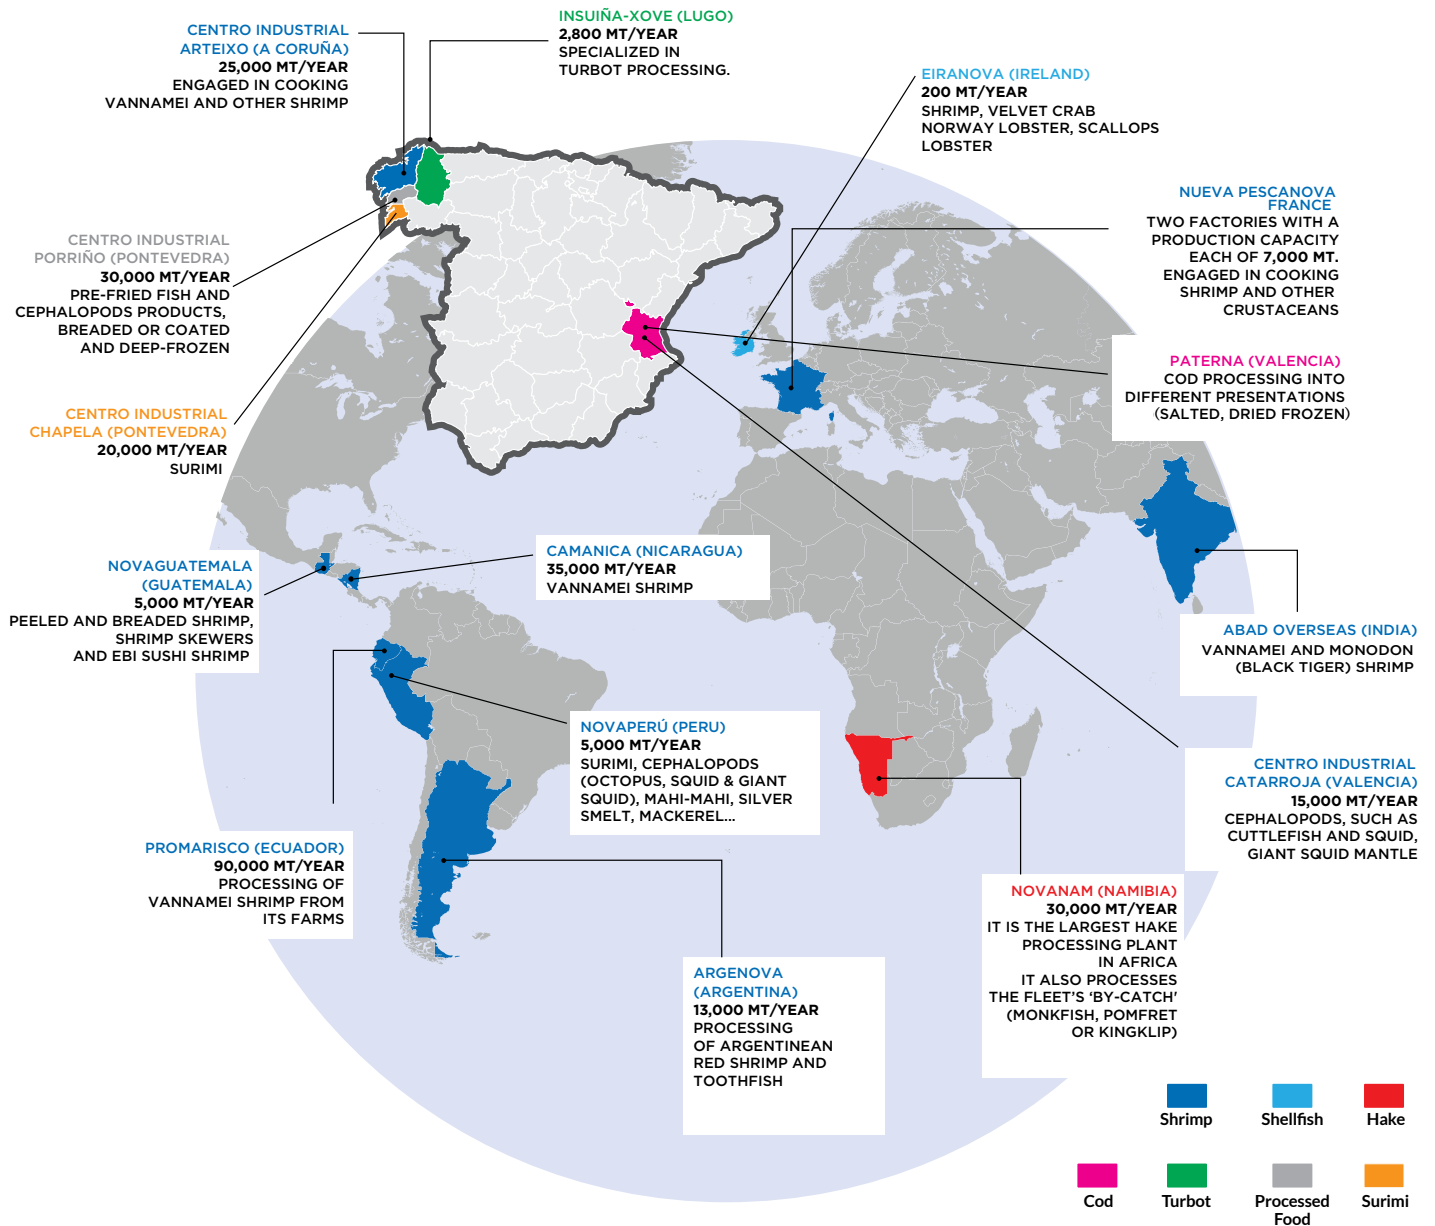 CENTRO INDUSTRIAL
ARTEIXO (A CORUÑA)
25,000 MT/YEAR
ENGAGED IN COOKING
VANNAMEI AND OTHER SHRIMP
INSUIÑA-XOVE (LUGO)
2,800 MT/YEAR
SPECIALIZED IN
TURBOT PROCESSING.
EIRANOVA (IRELAND)
200 MT/YEAR
SHRIMP, VELVET CRAB
NORWAY LOBSTER, SCALLOPS
LOBSTER
NUEVA PESCANOVA
FRANCE
TWO FACTORIES WITH A
PRODUCTION CAPACITY
EACH OF 7,000 MT.
ENGAGED IN COOKING
SHRIMP AND OTHER
CRUSTACEANS
CENTRO INDUSTRIAL
PORRIÑO (PONTEVEDRA)
30,000 MT/YEAR
PRE-FRIED FISH AND
CEPHALOPODS PRODUCTS,
BREADED OR COATED
AND DEEP-FROZEN
PATERNA (VALENCIA)
COD PROCESSING INTO
DIFFERENT PRESENTATIONS
(SALTED, DRIED FROZEN)
CENTRO INDUSTRIAL
CHAPELA (PONTEVEDRA)
20,000 MT/YEAR
SURIMI
NOVAGUATEMALA
(GUATEMALA)
5,000 MT/YEAR
PEELED AND BREADED SHRIMP,
SHRIMP SKEWERS
AND EBI SUSHI SHRIMP
CAMANICA (NICARAGUA)
35,000 MT/YEAR
VANNAMEI SHRIMP
ABAD OVERSEAS (INDIA)
VANNAMEI AND MONODON
(BLACK TIGER) SHRIMP
NOVAPERÚ (PERU)
5,000 MT/YEAR
SURIMI, CEPHALOPODS
(OCTOPUS, SQUID & GIANT
SQUID), MAHI-MAHI, SILVER
SMELT, MACKEREL...
CENTRO INDUSTRIAL
CATARROJA (VALENCIA)
15,000 MT/YEAR
CEPHALOPODS, SUCH AS
CUTTLEFISH AND SQUID,
GIANT SQUID MANTLE
PROMARISCO (ECUADOR)
90,000 MT/YEAR
PROCESSING OF
VANNAMEI SHRIMP FROM
ITS FARMS
NOVANAM (NAMIBIA)
30,000 MT/YEAR
IT IS THE LARGEST HAKE
PROCESSING PLANT
IN AFRICA
IT ALSO PROCESSES
THE FLEET'S ‘BY-CATCH'
(MONKFISH, POMFRET
OR KINGKLIP)
ARGENOVA
(ARGENTINA)
13,000 MT/YEAR
PROCESSING
OF ARGENTINEAN
RED SHRIMP AND
TOOTHFISH
Shrimp
Shellfish
Hake
Cod
Turbot
Processed
Food
Surimi